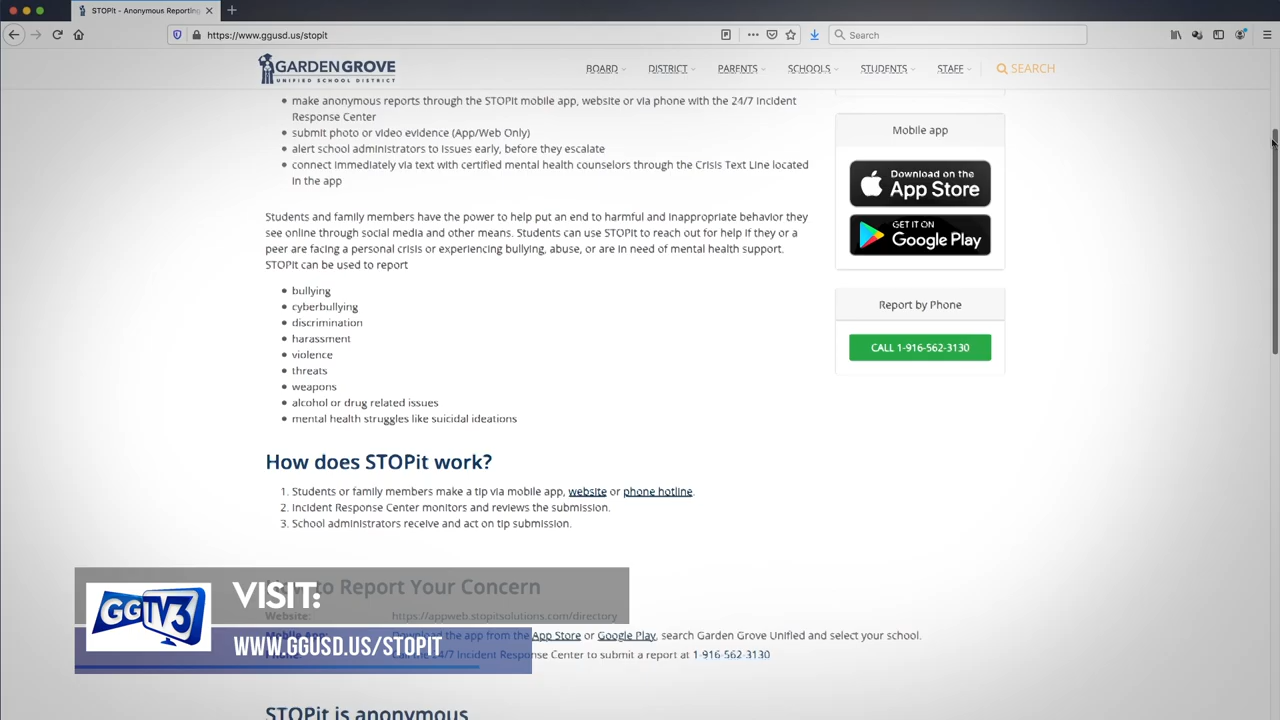 STOPit - Anonymous Reporting
https://www.ggusd.us/stopit
Search
GARDEN GROVE
UNIFIED SCHOOL DISTRICT
BOARD DISTRICT PARENTS SCHOOLS STUDENTS STAFF SEARCH
make anonymous reports through the STOPit mobile app, website or via phone with the 24/7 Incident
Response Center
submit photo or video evidence (App/Web Only)
alert school administrators to issues early, before they escalate
connect immediately via text with certified mental health counselors through the Crisis Text Line located
in the app
Students and family members have the power to help put an end to harmful and inappropriate behavior they
see online through social media and other means. Students can use STOPit to reach out for help if they or a
peer are facing a personal crisis or experiencing bullying, abuse, or are in need of mental health support.
STOPit can be used to report
bullying
cyberbullying
discrimination
harassment
violence
threats
weapons
alcohol or drug related issues
mental health struggles like suicidal ideations
Mobile app
Download on the
App Store
GET IT ON
Google Play
Report by Phone
CALL 1-916-562-3130
How does STOPit work?
1. Students or family members make a tip via mobile app, website or phone hotline.
2. Incident Response Center monitors and reviews the submission.
3. School administrators receive and act on tip submission.
to Report Your Concern
Website: https://appweb.stopitsolutions.com/directory
Download the app from the App Store or Google Play, search Garden Grove Unified and select your school.
Call the 24/7 Incident Response Center to submit a report at 1-916-562-3130
STOPit is anonymous
GGTV3
VISIT:
WWW.GGUSD.US/STOPIT